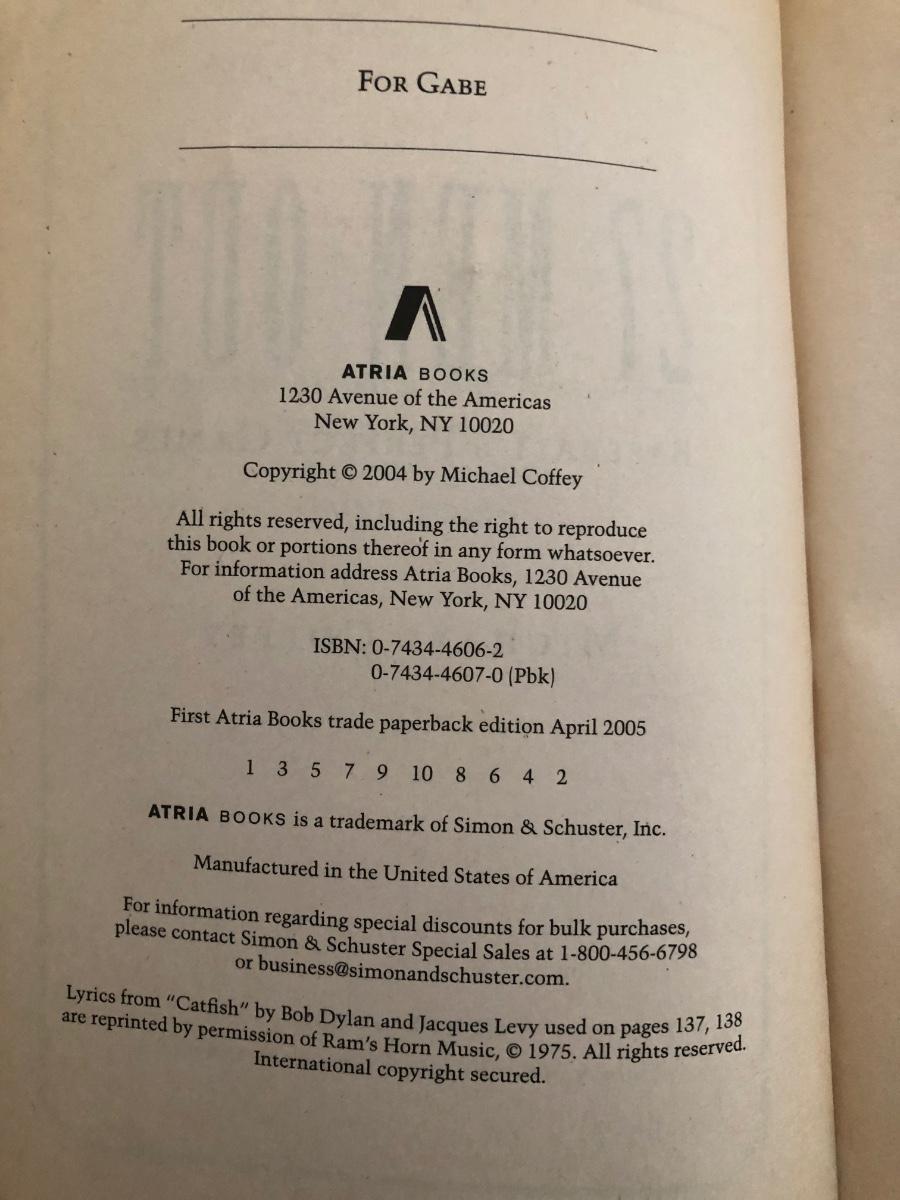 FOR GABE
ATRIA BOOKS
1230 Avenue of the Americas
New York, NY 10020
Copyright © 2004 by Michael Coffey
All rights reserved, including the right to reproduce
this book or portions thereof in any form whatsoever.
For information address Atria Books, 1230 Avenue
of the Americas, New York, NY 10020
ISBN: 0-7434-4606-2
0-7434-4607-0 (Pbk)
First Atria Books trade paperback edition April 2005
1 3 5 7 9 10 8 6 4 2
ATRIA BOOKS is a trademark of Simon & Schuster, Inc.
Manufactured in the United States of America
For information regarding special discounts for bulk purchases,
please contact Simon & Schuster Special Sales at 1-800-456-6798
or business@simonandschuster.com.
Lyrics from "Catfish" by Bob Dylan and Jacques Levy used on pages 137, 138
are reprinted by permission of Ram's Horn Music, © 1975. All rights reserved.
International copyright secured.